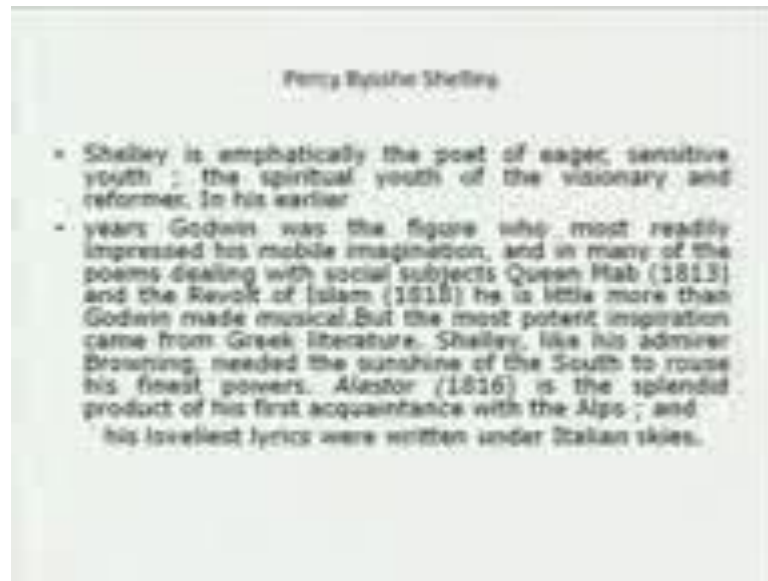 Percy Bysshe Shelley
• Shelley is emphatically the poet of eager, sensitive
youth ; the spiritual youth of the visionary and
reformer. In his earlier
• years Godwin was the figure who most readily
impressed his mobile imagination, and in many of the
poems dealing with social subjects Queen Mab (1813)
and the Revolt of Islam (1818) he is little more than
Godwin made musical.But the most potent inspiration
came from Greek literature. Shelley, like his admirer
Browning, needed the sunshine of the South to rouse
his finest powers. Alastor (1816) is the splendid
product of his first acquaintance with the Alps ; and
his loveliest lyrics were written under Italian skies.